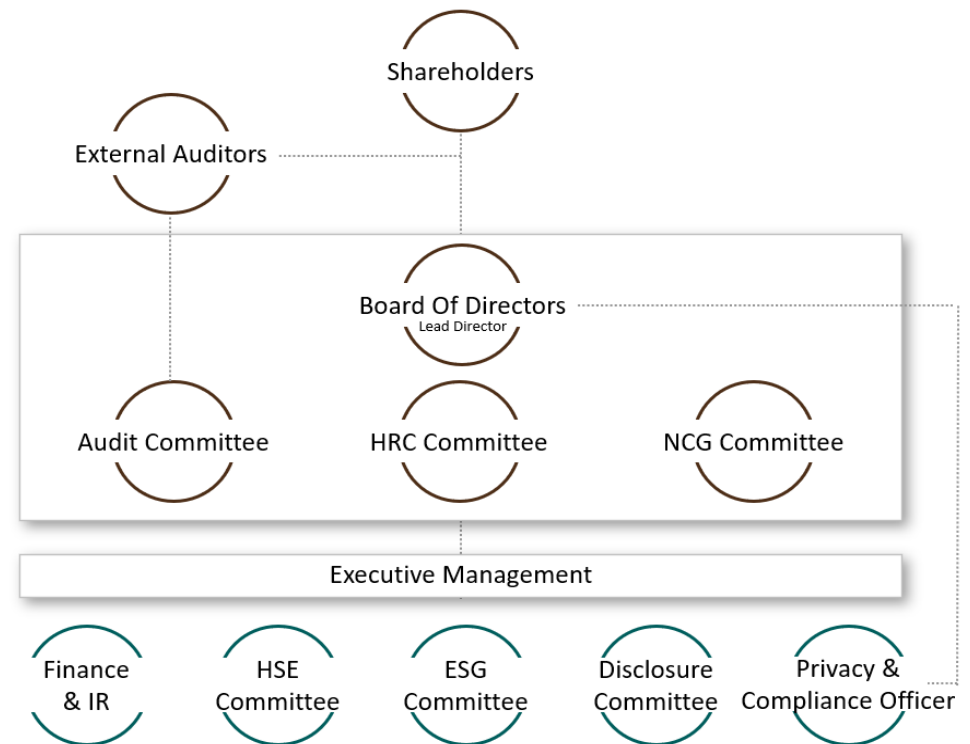 Shareholders
External Auditors
Board Of Directors
Lead Director
Audit Committee
HRC Committee
NCG Committee
Executive Management
Finance
& IR
HSE
Committee
ESG
Committee
Disclosure
Committee
Privacy &
Compliance Officer